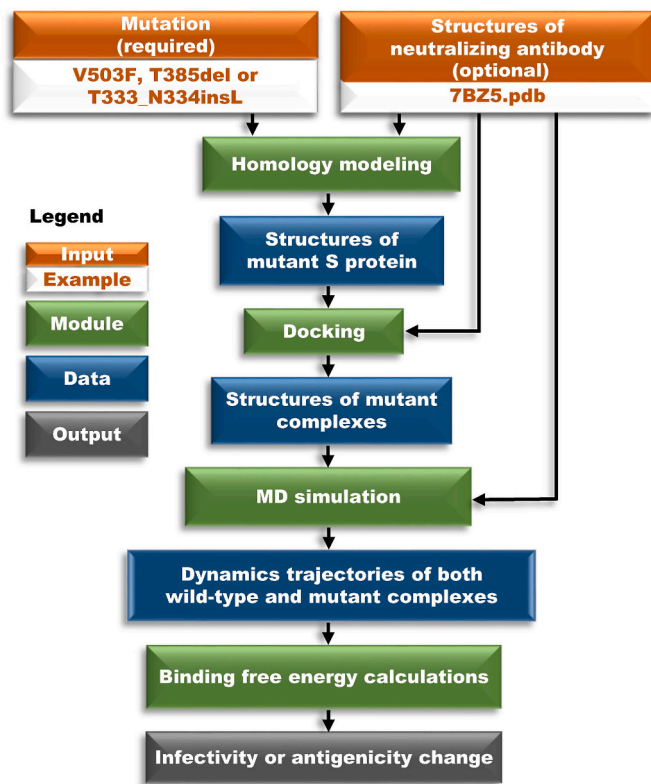 Mutation
(required)
V503F, T385del or
T333_N334insL
Structures of
neutralizing antibody
(optional)
7BZ5.pdb
Homology modeling
Legend
Input
Example
Module
Data
Output
Structures of
mutant S protein
Docking
Structures of mutant
complexes
MD simulation
Dynamics trajectories of both
wild-type and mutant complexes
Binding free energy calculations
Infectivity or antigenicity change